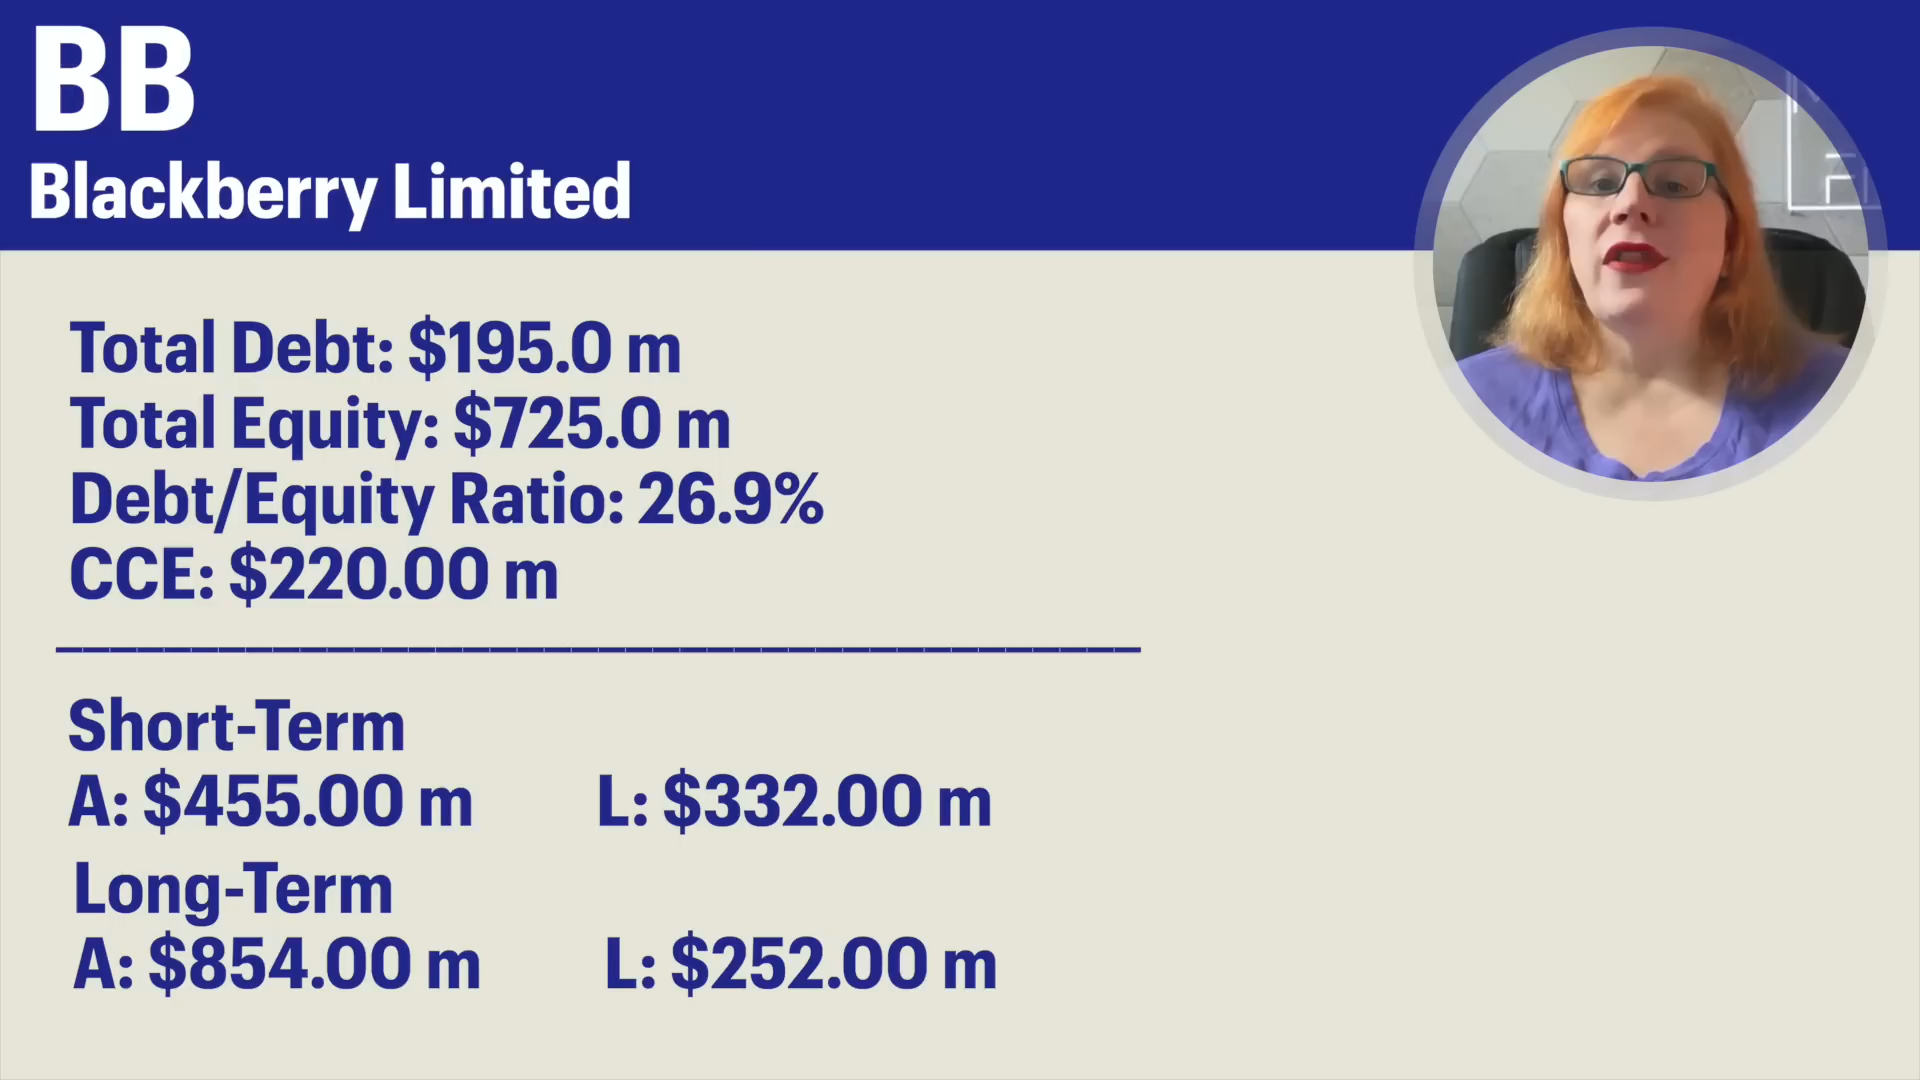 BB
Blackberry Limited
Total Debt: $195.0 m
Total Equity: $725.0 m
Debt/Equity Ratio: 26.9%
CCE: $220.00 m
Short-Term
A: $455.00 m L: $332.00 m
Long-Term
A: $854.00 m L: $252.00 m